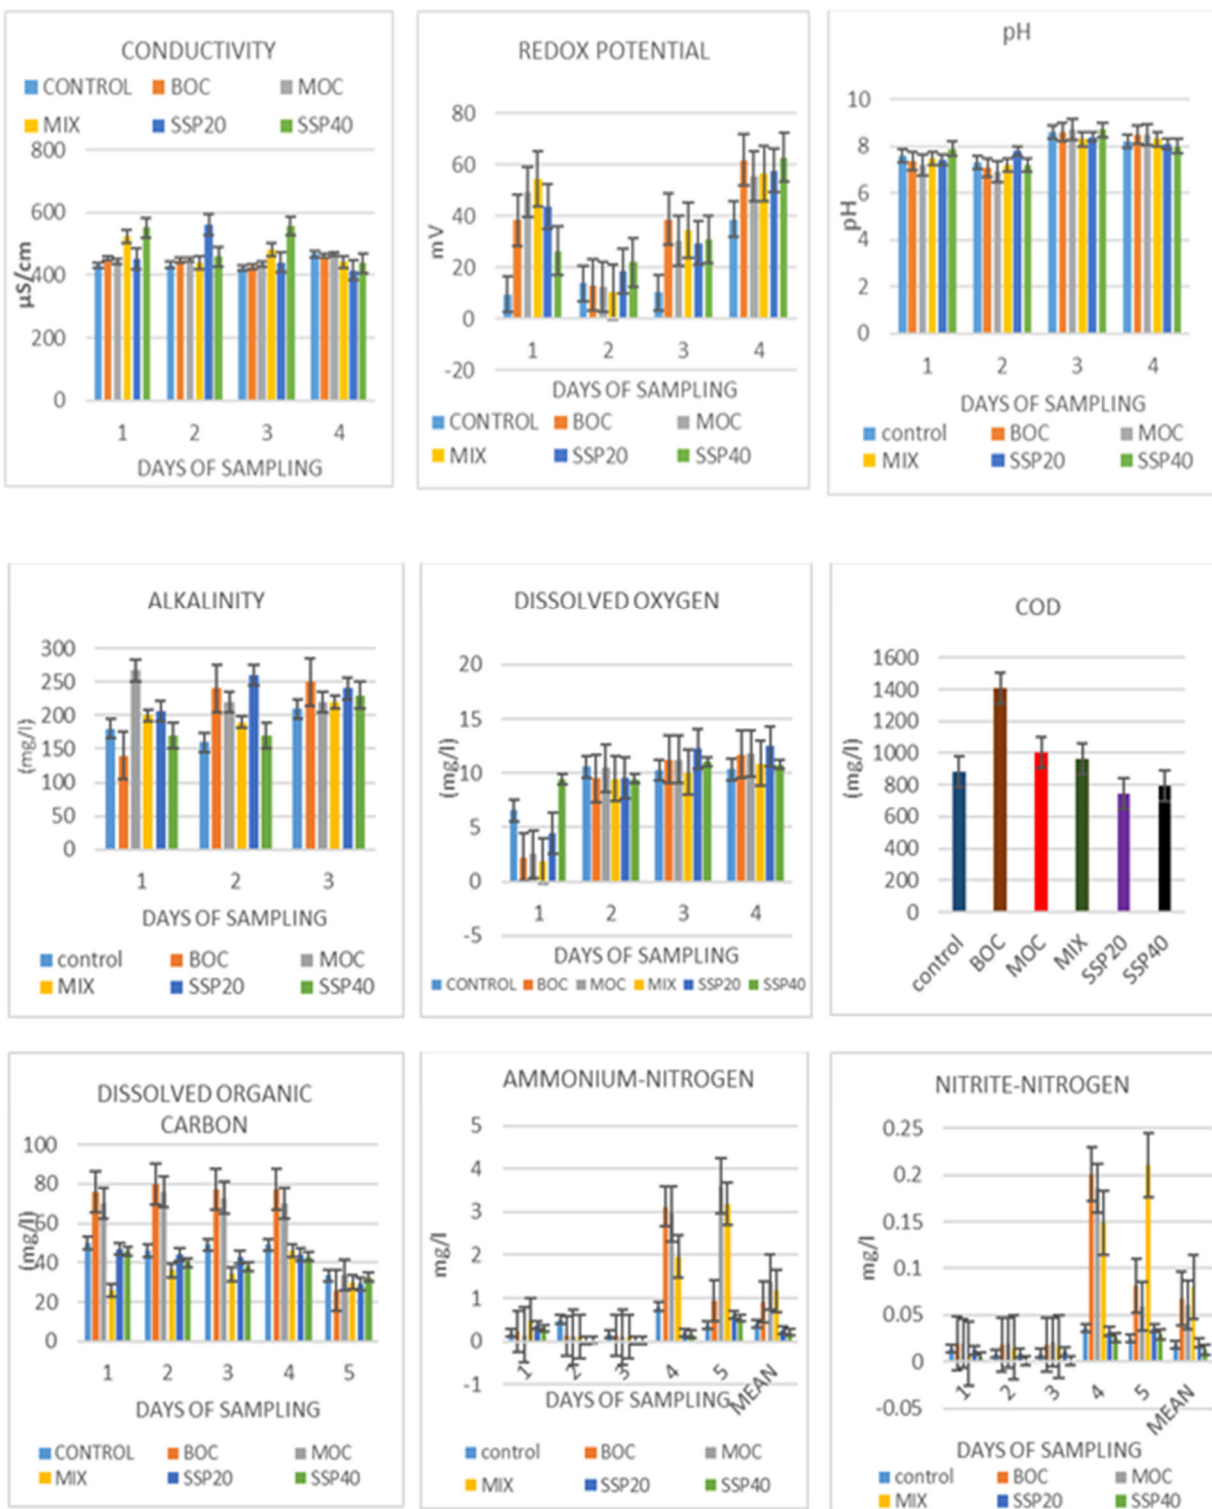 CONDUCTIVITY
CONTROL BOC MOC
MIX SSP20 SSP40
800
600
400
200
0
µS/cm
1 2 3 4
DAYS OF SAMPLING
REDOX POTENTIAL
80
60
40
20
0
-20
mV
1 2 3 4
DAYS OF SAMPLING
CONTROL BOC MOC
MIX SSP20 SSP40
pH
10
8
6
4
2
0
pH
1 2 3 4
DAYS OF SAMPLING
control BOC MOC
MIX SSP20 SSP40
ALKALINITY
300
250
200
150
100
50
0
(mg/l)
1 2 3
DAYS OF SAMPLING
control BOC MOC
MIX SSP20 SSP40
DISSOLVED OXYGEN
20
15
10
5
0
-5
(mg/l)
1 2 3 4
DAYS OF SAMPLING
CONTROL BOC MOC MIX SSP20 SSP40
COD
1600
1400
1200
1000
800
600
400
200
0
(mg/l)
control BOC MOC MIX SSP20 SSP40
DISSOLVED ORGANIC
CARBON
100
80
60
40
20
0
(mg/l)
1 2 3 4 5
DAYS OF SAMPLING
CONTROL BOC MOC
MIX SSP20 SSP40
AMMONIUM-NITROGEN
5
4
3
2
1
0
-1
mg/l
1 2 3 4 5 MEAN
DAYS OF SAMPLING
control BOC MOC
MIX SSP20 SSP40
NITRITE-NITROGEN
0.25
0.2
0.15
0.1
0.05
0
-0.05
mg/l
1 2 3 4 5 MEAN
DAYS OF SAMPLING
control BOC MOC
MIX SSP20 SSP40